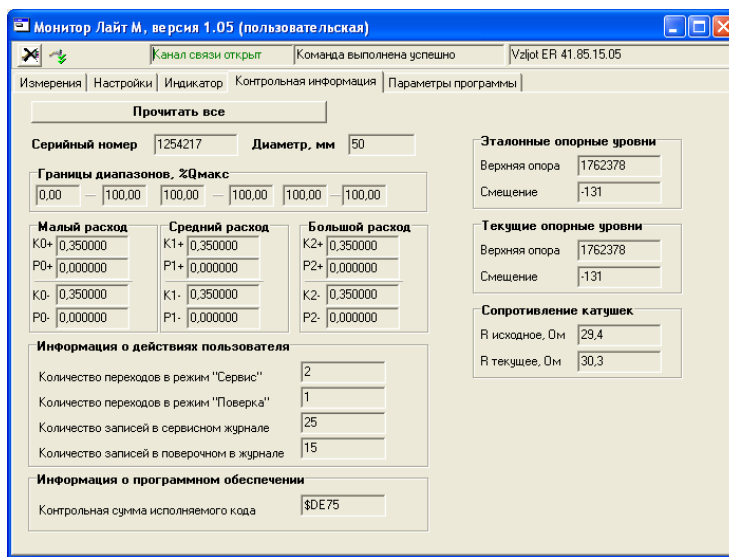 Монитор Лайт М, версия 1.05 (пользовательская)
Канал связи открыт Команда выполнена успешно Vzljot ER 41.85.15.05
Измерения Настройки Индикатор Контрольная информация Параметры программы
Прочитать все
Серийный номер 1254217 Диаметр, мм 50
Границы диапазонов, %Qмакс
0,00 — 100,00 100,00 — 100,00 100,00 — 100,00
Малый расход Средний расход Большой расход
K0+ 0,350000 K1+ 0,350000 K2+ 0,350000
P0+ 0,000000 P1+ 0,000000 P2+ 0,000000
K0- 0,350000 K1- 0,350000 K2- 0,350000
P0- 0,000000 P1- 0,000000 P2- 0,000000
Информация о действиях пользователя
Количество переходов в режим "Сервис" 2
Количество переходов в режим "Поверка" 1
Количество записей в сервисном журнале 25
Количество записей в поверочном в журнале 15
Информация о программном обеспечении
Контрольная сумма исполняемого кода $DE75
Эталонные опорные уровни
Верхняя опора 1762378
Смещение -131
Текущие опорные уровни
Верхняя опора 1762378
Смещение -131
Сопротивление катушек
R исходное, Ом 29,4
R текущее, Ом 30,3